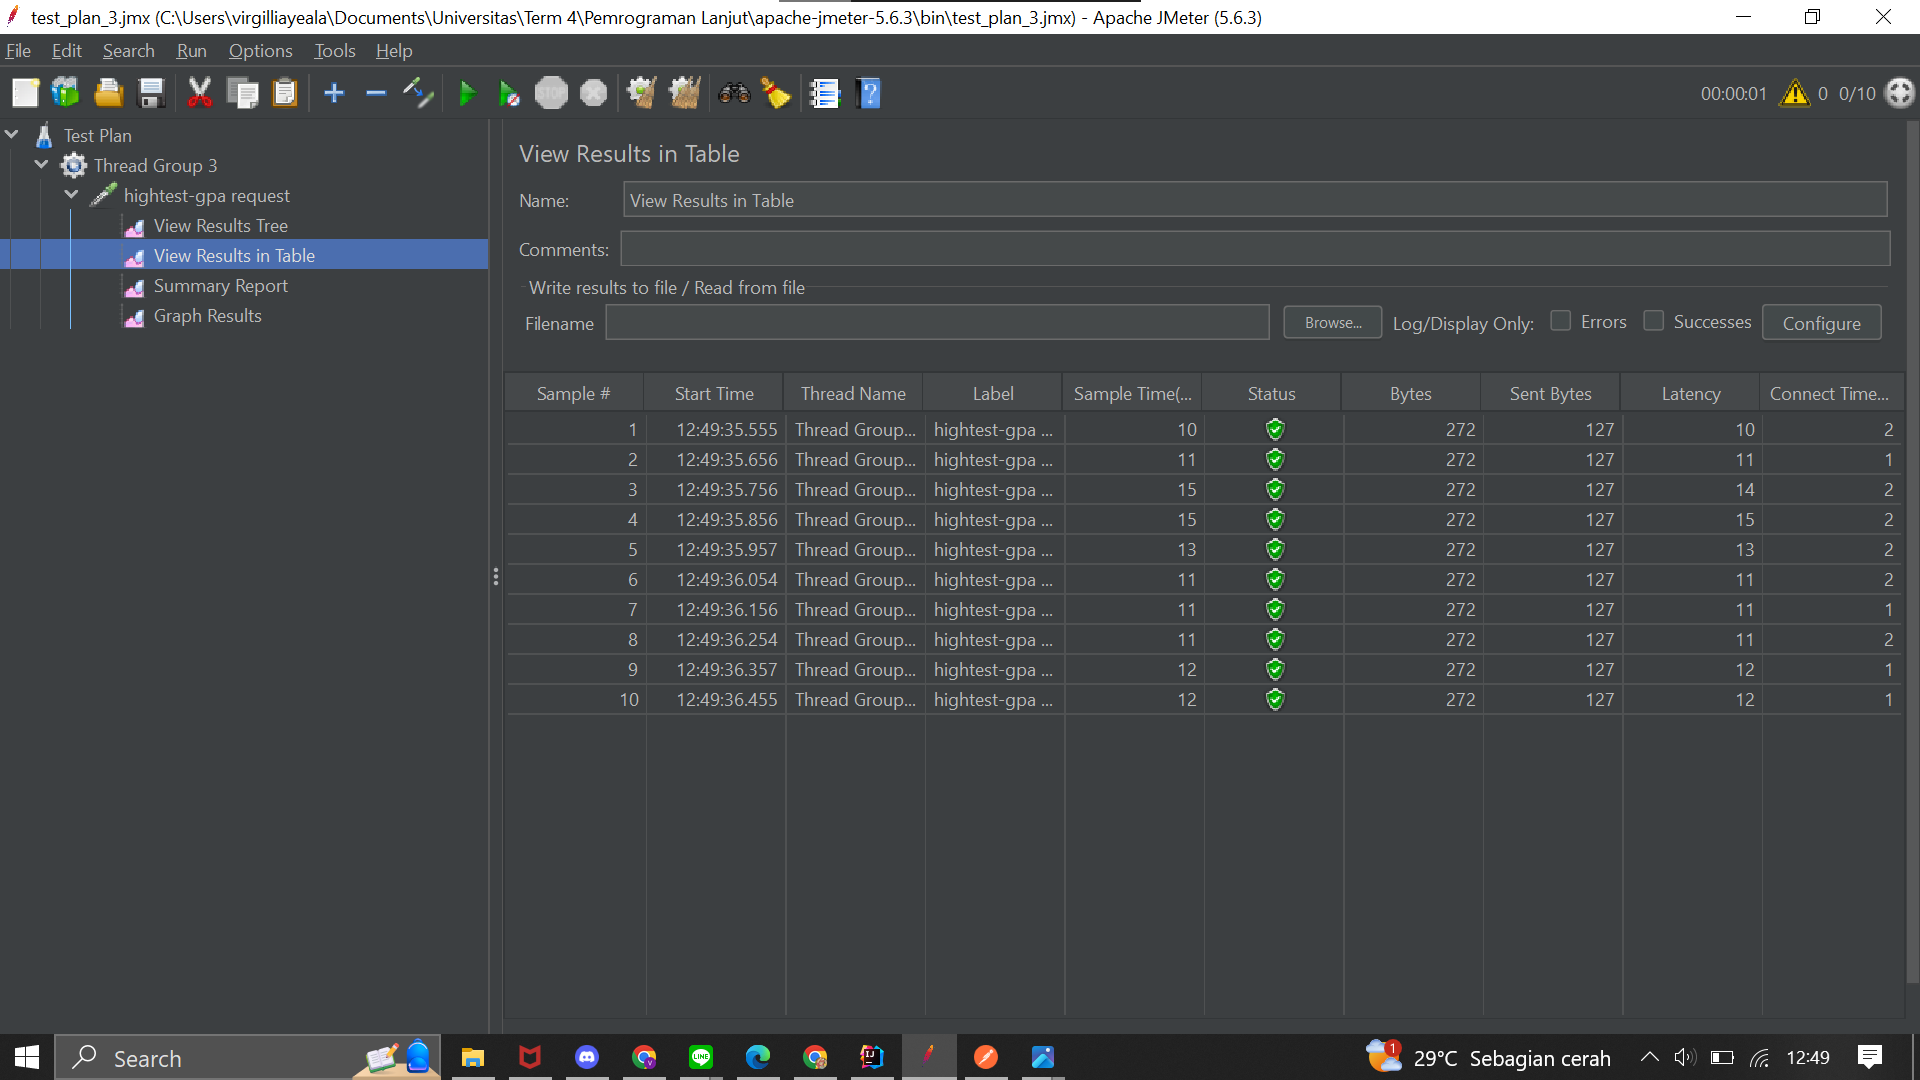 test_plan_3.jmx (C:\Users\virgilliayeala\Documents\Universitas\Term 4\Pemrograman Lanjut\apache-jmeter-5.6.3\bin\test_plan_3.jmx) - Apache JMeter (5.6.3)
File Edit Search Run Options Tools Help
STOP
00:00:01 0 0/10
Test Plan
Thread Group 3
hightest-gpa request
View Results Tree
View Results in Table
Summary Report
Graph Results
View Results in Table
Name: View Results in Table
Comments:
Write results to file / Read from file
Filename Browse... Log/Display Only: Errors Successes Configure
Sample # Start Time Thread Name Label Sample Time(... Status Bytes Sent Bytes Latency Connect Time...
1 12:49:35.555 Thread Group... hightest-gpa ... 10 272 127 10 2
2 12:49:35.656 Thread Group... hightest-gpa ... 11 272 127 11 1
3 12:49:35.756 Thread Group... hightest-gpa ... 15 272 127 14 2
4 12:49:35.856 Thread Group... hightest-gpa ... 15 272 127 15 2
5 12:49:35.957 Thread Group... hightest-gpa ... 13 272 127 13 2
6 12:49:36.054 Thread Group... hightest-gpa ... 11 272 127 11 2
7 12:49:36.156 Thread Group... hightest-gpa ... 11 272 127 11 1
8 12:49:36.254 Thread Group... hightest-gpa ... 11 272 127 11 2
9 12:49:36.357 Thread Group... hightest-gpa ... 12 272 127 12 1
10 12:49:36.455 Thread Group... hightest-gpa ... 12 272 127 12 1
Search LINE IJ 1 29°C Sebagian cerah 12:49